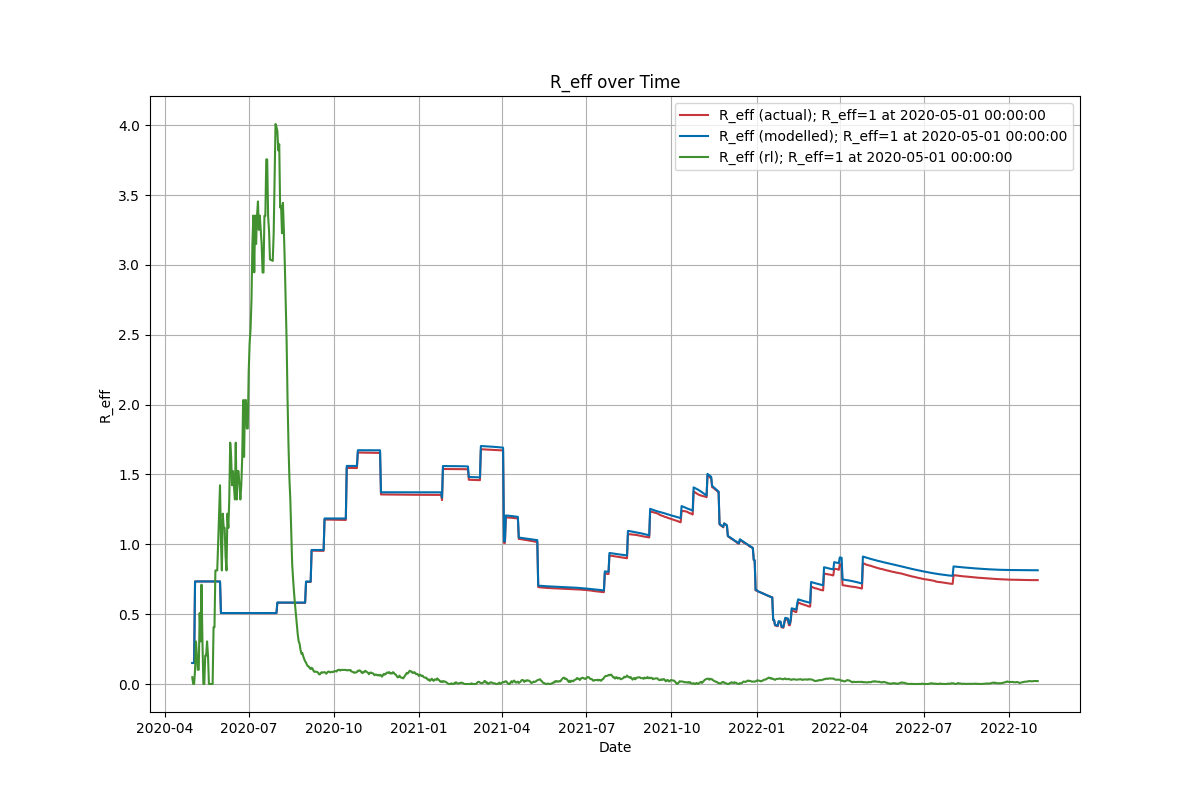 R_eff over Time
R_eff (actual); R_eff=1 at 2020-05-01 00:00:00
R_eff (modelled); R_eff=1 at 2020-05-01 00:00:00
R_eff (rl); R_eff=1 at 2020-05-01 00:00:00
R_eff
4.0
3.5
3.0
2.5
2.0
1.5
1.0
0.5
0.0
2020-04 2020-07 2020-10 2021-01 2021-04 2021-07 2021-10 2022-01 2022-04 2022-07 2022-10
Date